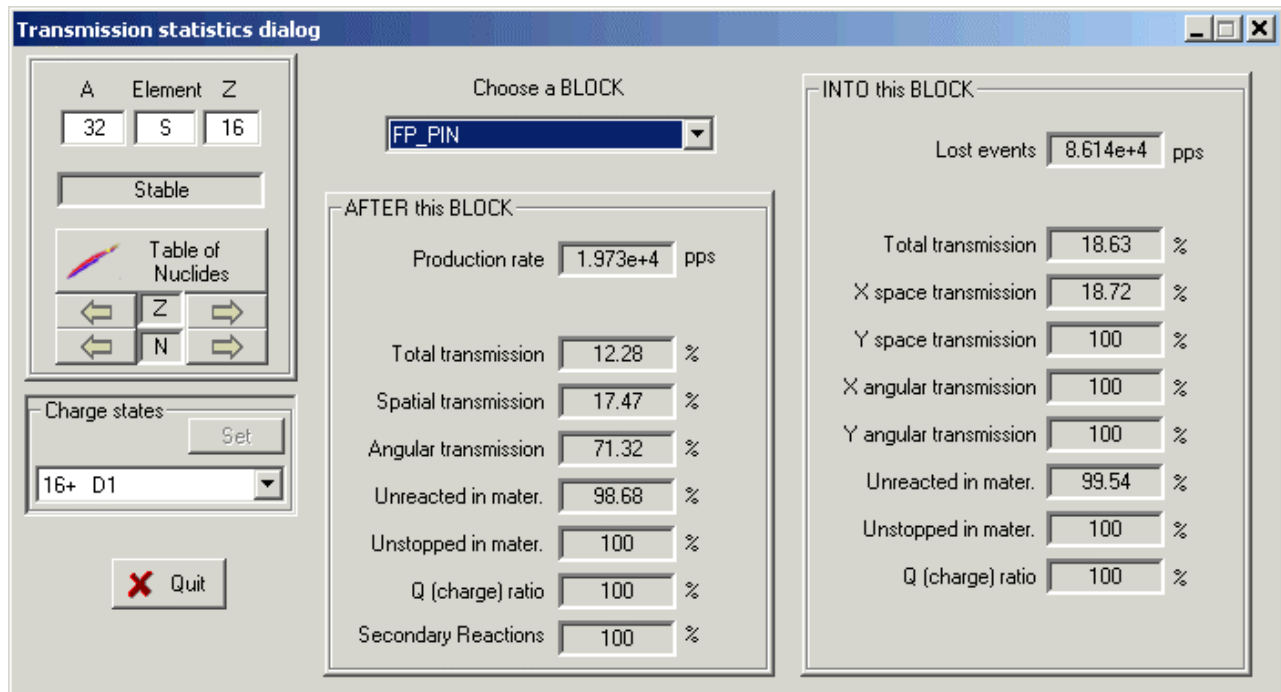 Transmission statistics dialog
A Element Z
32 S 16
Stable
Table of
Nuclides
Z
N
Charge states
Set
16+ D1
Quit
Choose a BLOCK
FP_PIN
AFTER this BLOCK
Production rate 1.973e+4 pps
Total transmission 12.28 %
Spatial transmission 17.47 %
Angular transmission 71.32 %
Unreacted in mater. 98.68 %
Unstopped in mater. 100 %
Q (charge) ratio 100 %
Secondary Reactions 100 %
INTO this BLOCK
Lost events 8.614e+4 pps
Total transmission 18.63 %
X space transmission 18.72 %
Y space transmission 100 %
X angular transmission 100 %
Y angular transmission 100 %
Unreacted in mater. 99.54 %
Unstopped in mater. 100 %
Q (charge) ratio 100 %